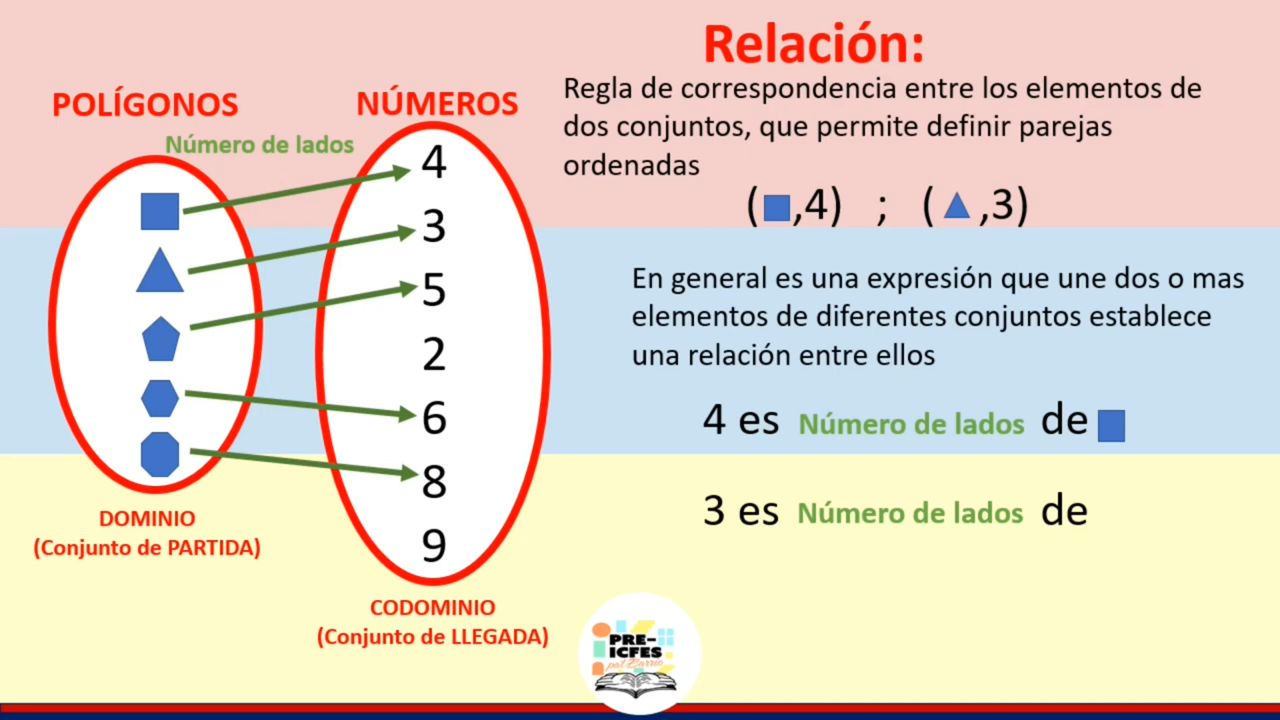 Relación:
Regla de correspondencia entre los elementos de
dos conjuntos, que permite definir parejas
ordenadas
( ,4) ; ( ,3)
POLÍGONOS
NÚMEROS
Número de lados
4
3
5
2
6
8
9
DOMINIO
(Conjunto de PARTIDA)
CODOMINIO
(Conjunto de LLEGADA)
En general es una expresión que une dos o mas
elementos de diferentes conjuntos establece
una relación entre ellos
4 es Número de lados de
3 es Número de lados de
PRE-
ICFES
pal Barrio